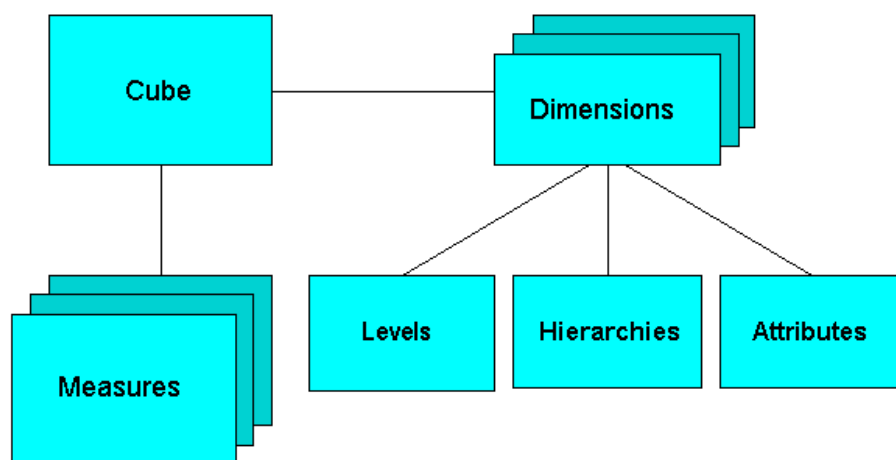 Cube
Dimensions
Levels
Hierarchies
Attributes
Measures